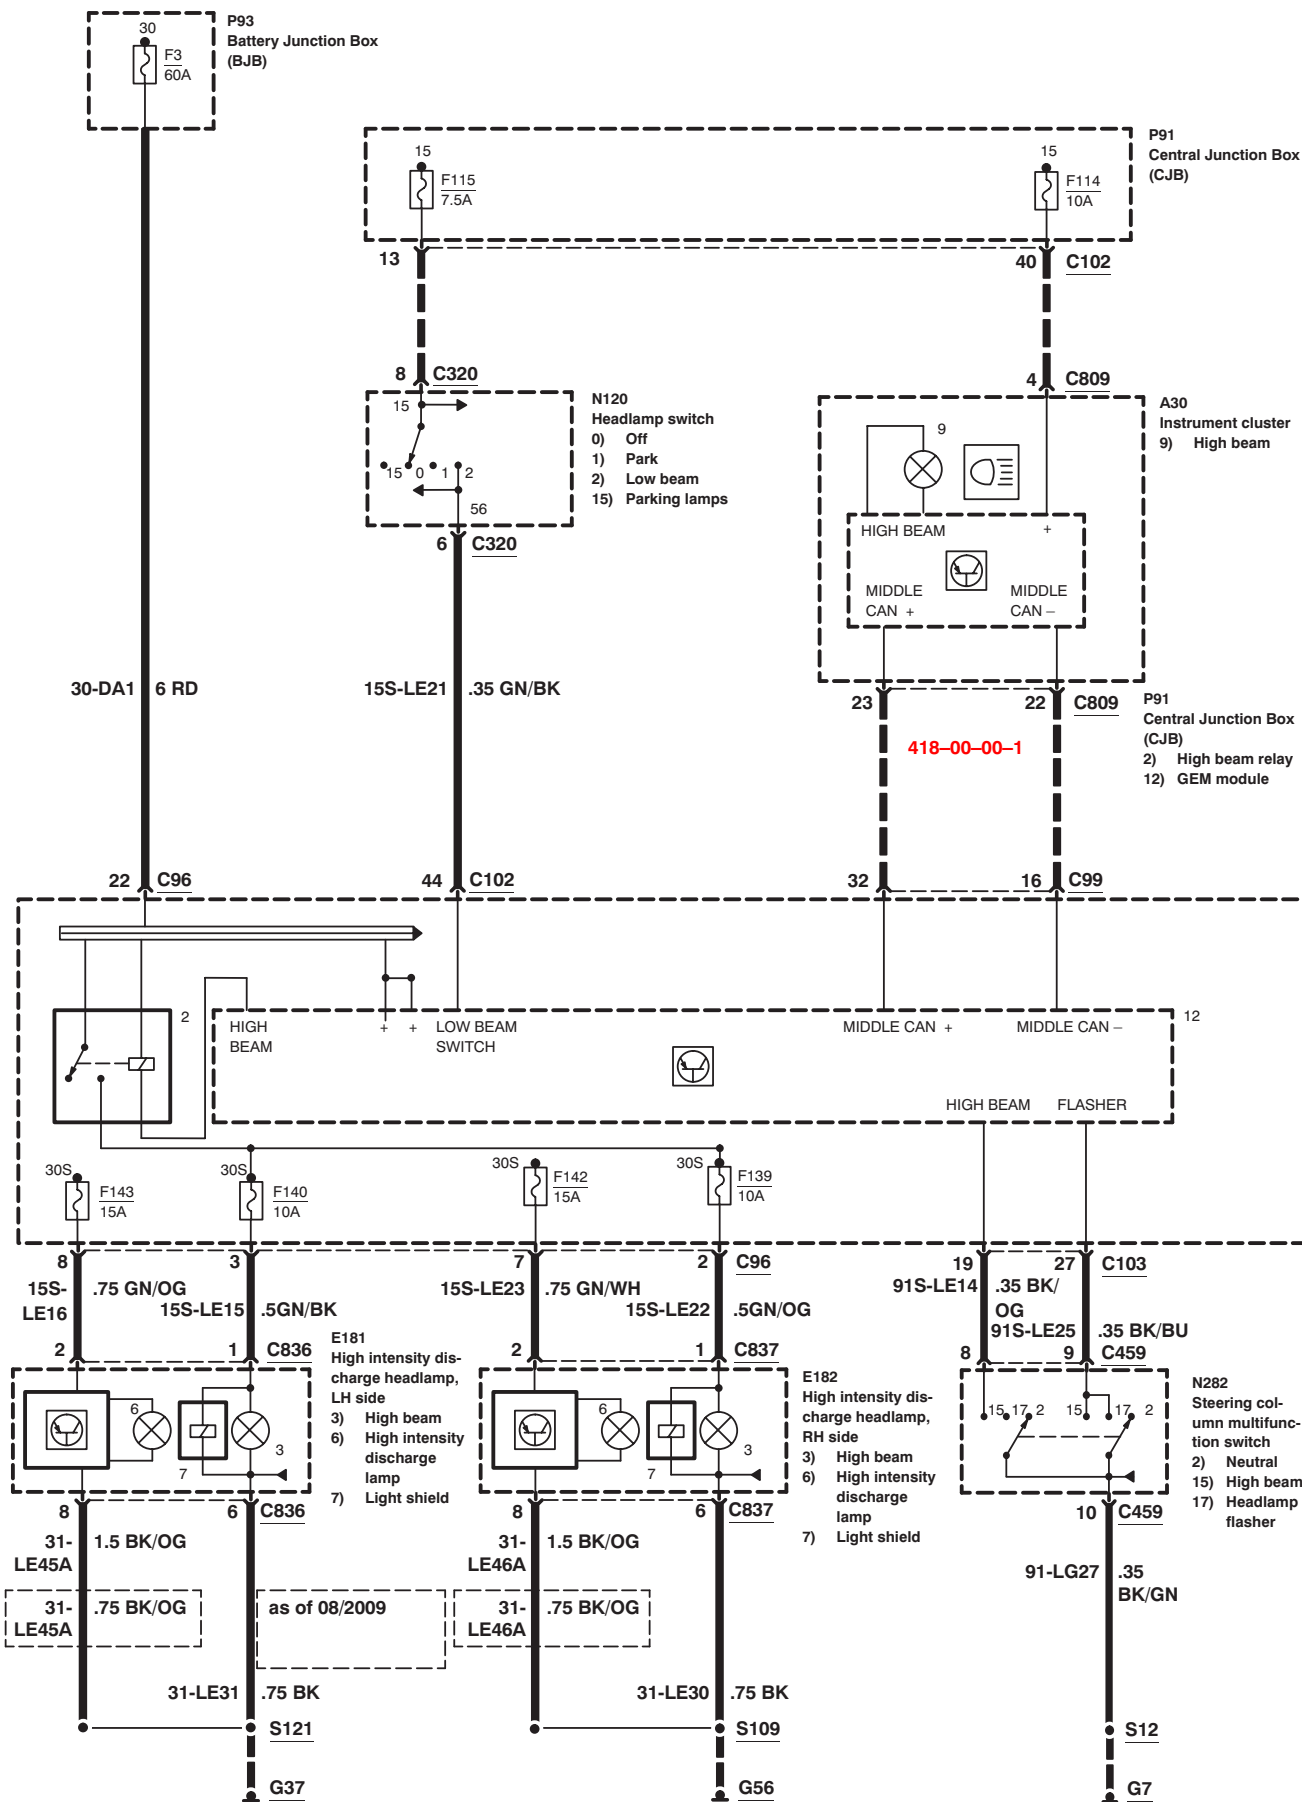 P93
Battery Junction Box
(BJB)
30
F3
60A
P91
Central Junction Box
(CJB)
15
F115
7.5A
15
F114
10A
13
40 C102
8 C320
4 C809
N120
Headlamp switch
0) Off
1) Park
2) Low beam
15) Parking lamps
15
15 0 1 2
56
6 C320
A30
Instrument cluster
9) High beam
9
HIGH BEAM +
MIDDLE
CAN +
MIDDLE
CAN –
30-DA1 6 RD
15S-LE21 .35 GN/BK
23
22 C809
418–00–00–1
P91
Central Junction Box
(CJB)
2) High beam relay
12) GEM module
22 C96
44 C102
32
16 C99
2
HIGH
BEAM
+ +
LOW BEAM
SWITCH
MIDDLE CAN +
MIDDLE CAN –
12
HIGH BEAM
FLASHER
30S
F143
15A
30S
F140
10A
30S
F142
15A
30S
F139
10A
8
3
7
2 C96
19
27 C103
15S-
LE16
.75 GN/OG
15S-LE15 .5GN/BK
15S-LE23 .75 GN/WH
15S-LE22 .5GN/OG
91S-LE14 .35 BK/
OG
91S-LE25 .35 BK/BU
2
1 C836
2
1 C837
8
9 C459
E181
High intensity dis-
charge headlamp,
LH side
3) High beam
6) High intensity
discharge
lamp
7) Light shield
6
7
3
E182
High intensity dis-
charge headlamp,
RH side
3) High beam
6) High intensity
discharge
lamp
7) Light shield
6
7
3
N282
Steering col-
umn multifunc-
tion switch
2) Neutral
15) High beam
17) Headlamp
flasher
15 17 2
15 17 2
8
6 C836
8
6 C837
10 C459
31-
LE45A
1.5 BK/OG
31-
LE46A
1.5 BK/OG
91-LG27 .35
BK/GN
31-
LE45A
.75 BK/OG
as of 08/2009
31-
LE46A
.75 BK/OG
31-LE31 .75 BK
31-LE30 .75 BK
S121
S109
S12
G37
G56
G7